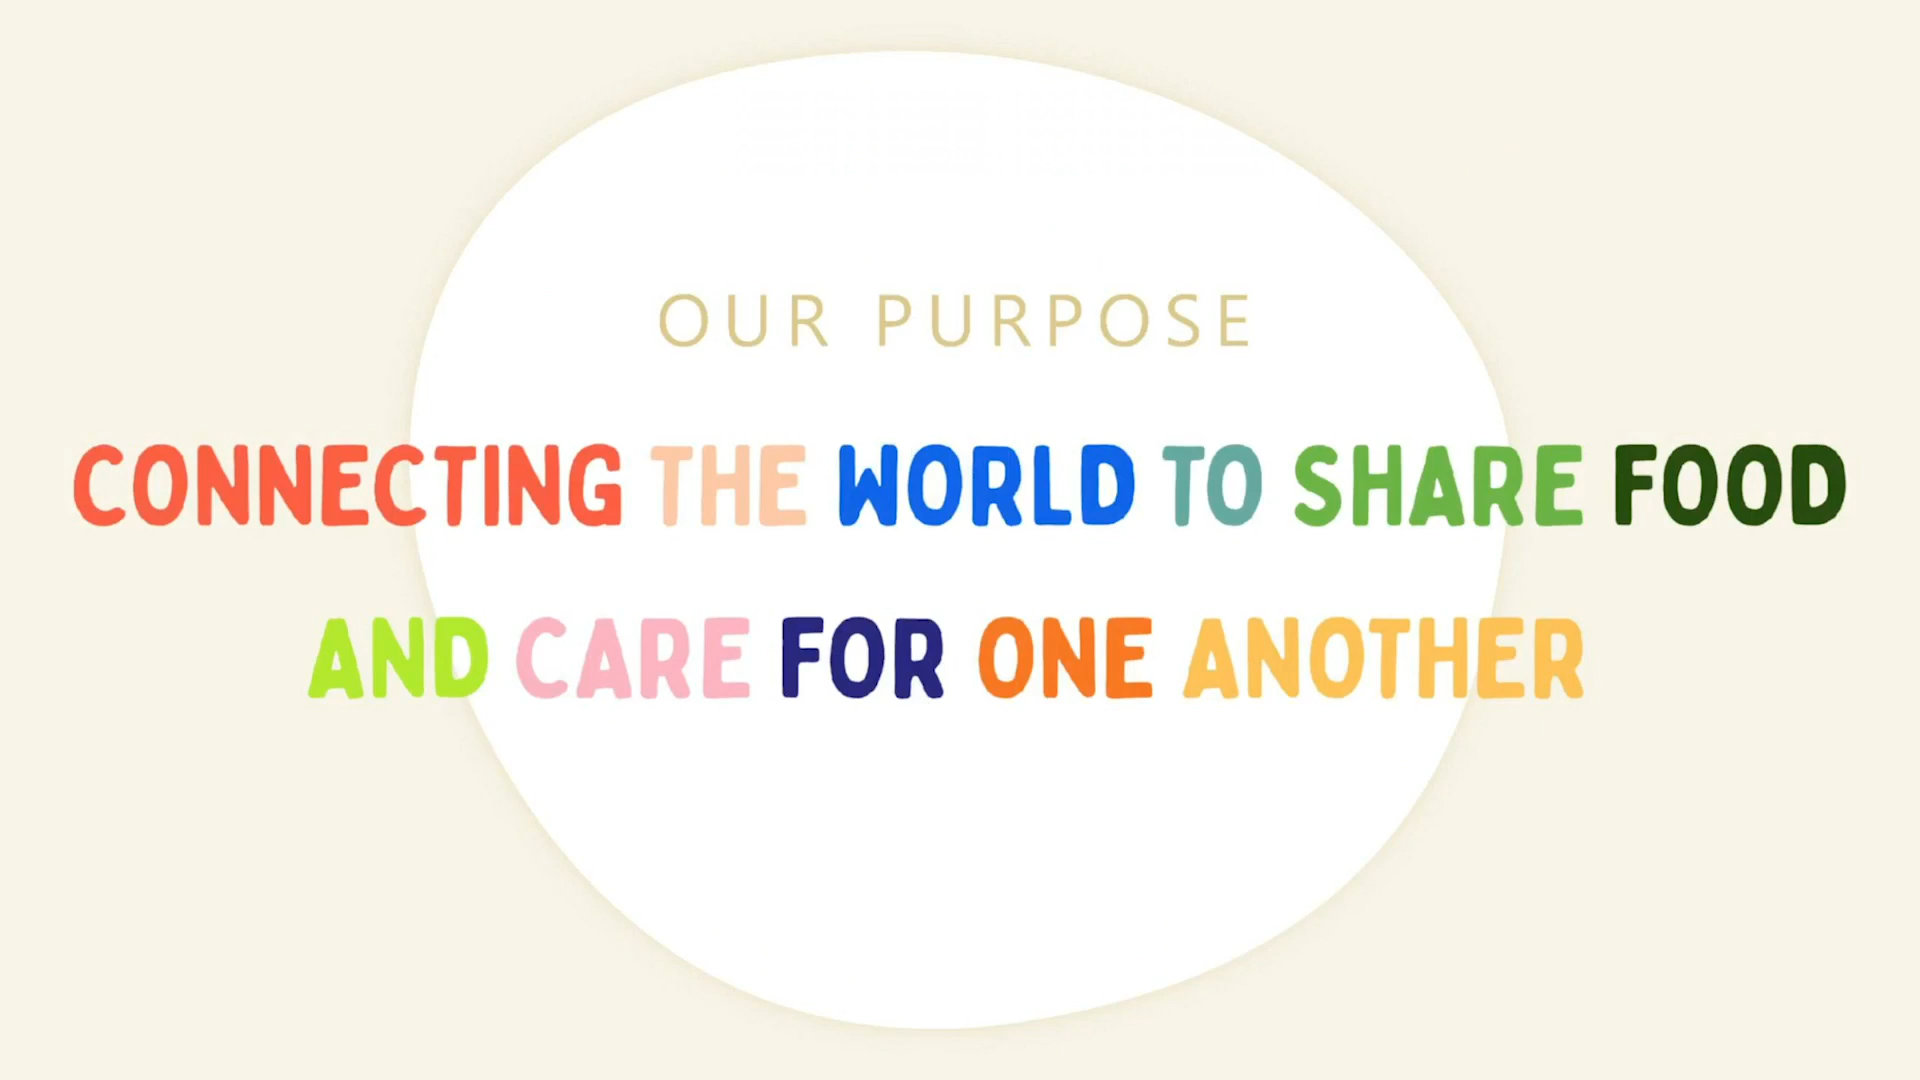 OUR PURPOSE
CONNECTING THE WORLD TO SHARE FOOD
AND CARE FOR ONE ANOTHER